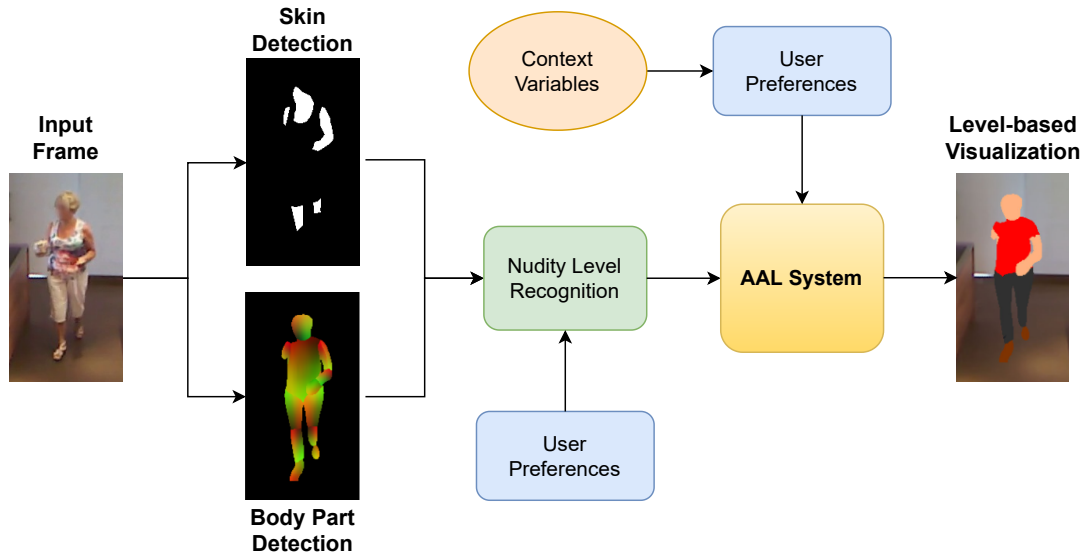 Skin
Detection
Context
Variables
User
Preferences
Input
Frame
Level-based
Visualization
Nudity Level
Recognition
AAL System
User
Preferences
Body Part
Detection